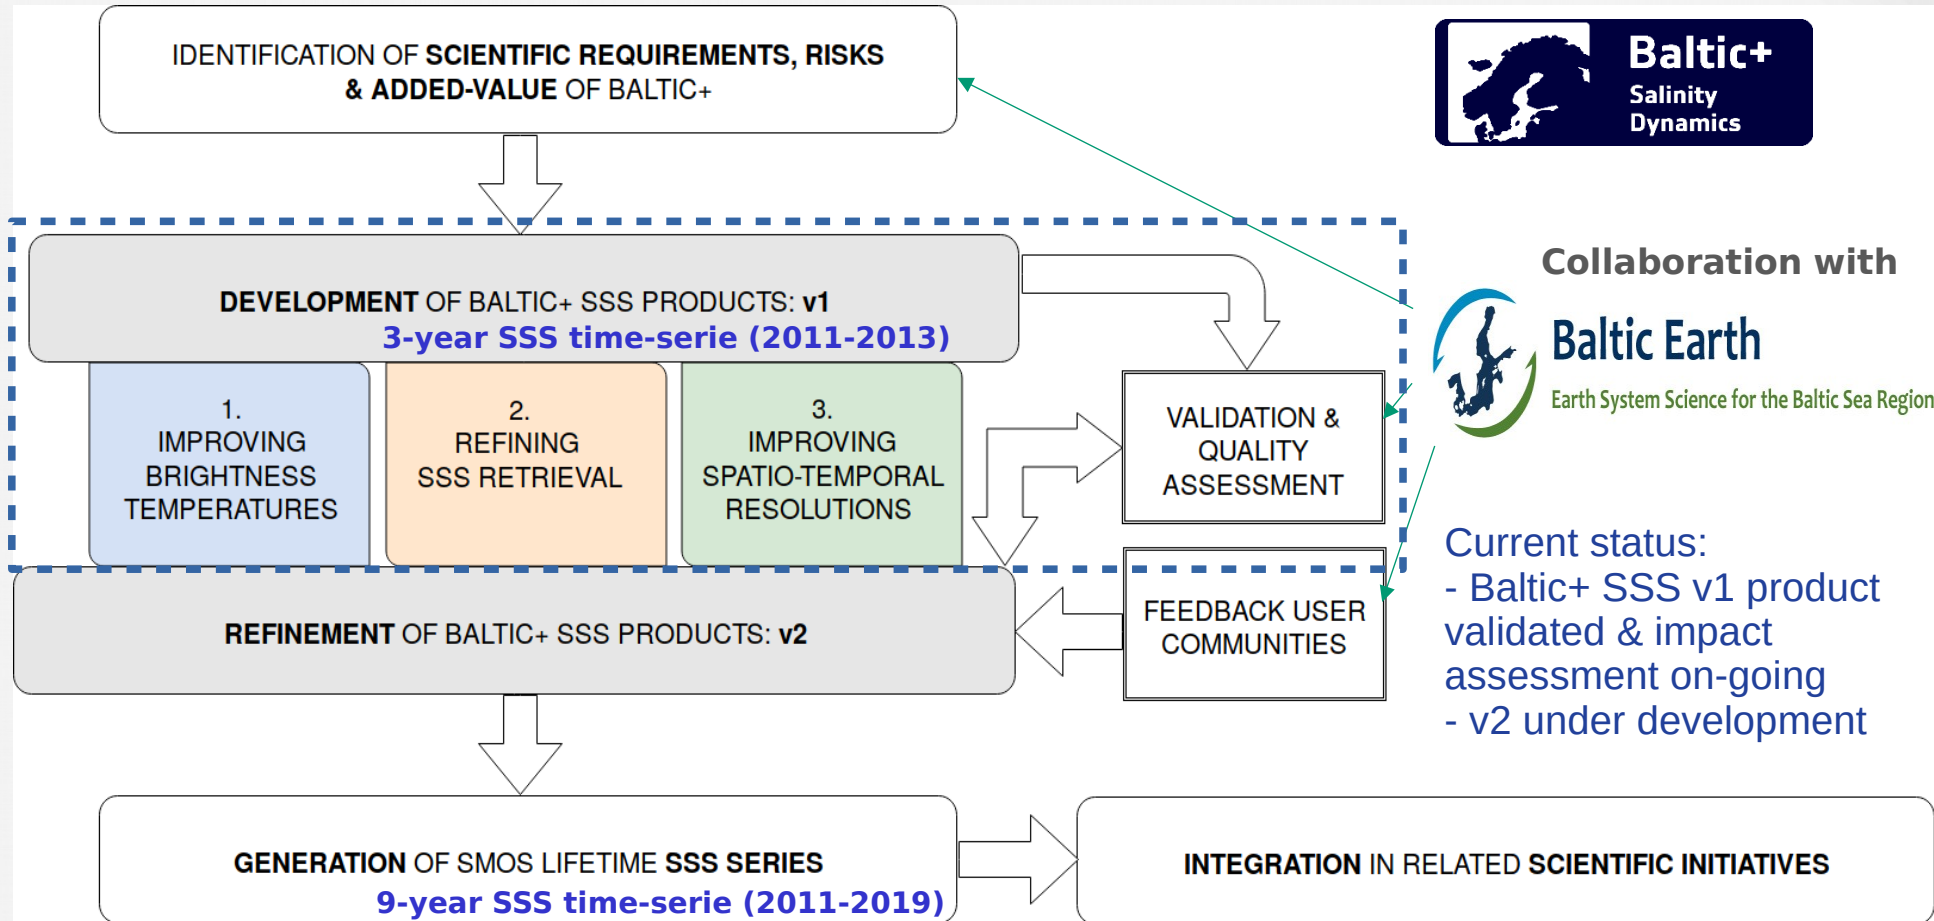 IDENTIFICATION OF SCIENTIFIC REQUIREMENTS, RISKS
& ADDED-VALUE OF BALTIC+
Baltic+
Salinity
Dynamics
DEVELOPMENT OF BALTIC+ SSS PRODUCTS: v1
3-year SSS time-serie (2011-2013)
1.
IMPROVING
BRIGHTNESS
TEMPERATURES
2.
REFINING
SSS RETRIEVAL
3.
IMPROVING
SPATIO-TEMPORAL
RESOLUTIONS
VALIDATION &
QUALITY
ASSESSMENT
Collaboration with
Baltic Earth
Earth System Science for the Baltic Sea Region
REFINEMENT OF BALTIC+ SSS PRODUCTS: v2
FEEDBACK USER
COMMUNITIES
Current status:
- Baltic+ SSS v1 product
validated & impact
assessment on-going
- v2 under development
GENERATION OF SMOS LIFETIME SSS SERIES
9-year SSS time-serie (2011-2019)
INTEGRATION IN RELATED SCIENTIFIC INITIATIVES